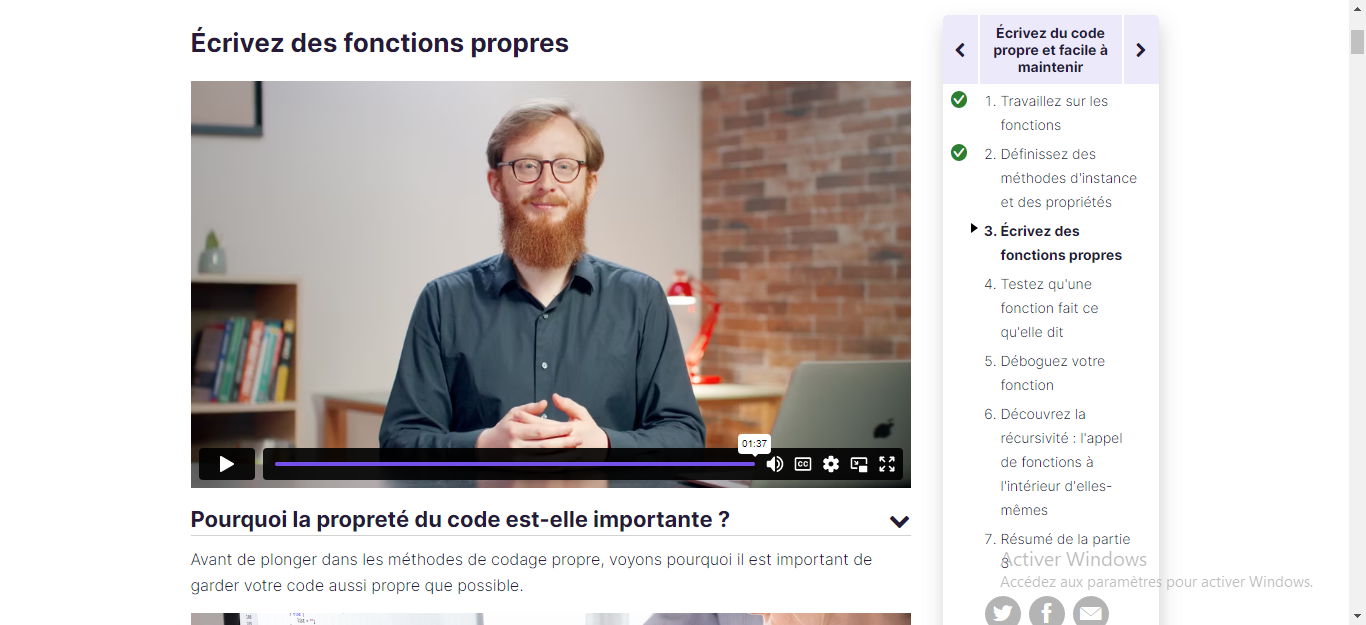 Écrivez des fonctions propres
01:37
CC
Pourquoi la propreté du code est-elle importante ?
Avant de plonger dans les méthodes de codage propre, voyons pourquoi il est important de
garder votre code aussi propre que possible.
Écrivez du code
propre et facile à
maintenir
1. Travaillez sur les
fonctions
2. Définissez des
méthodes d'instance
et des propriétés
3. Écrivez des
fonctions propres
4. Testez qu'une
fonction fait ce
qu'elle dit
5. Déboguez votre
fonction
6. Découvrez la
récursivité : l'appel
de fonctions à
l'intérieur d'elles-
mêmes
7. Résumé de la partie
3
Activer Windows
Accédez aux paramètres pour activer Windows.